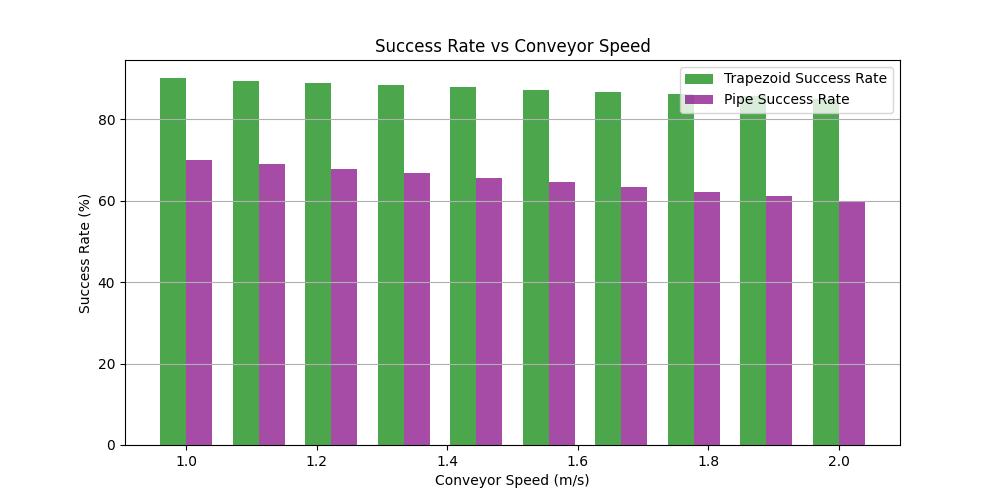 Success Rate vs Conveyor Speed
Trapezoid Success Rate
Pipe Success Rate
Success Rate (%)
80
60
40
20
0
1.0 1.2 1.4 1.6 1.8 2.0
Conveyor Speed (m/s)